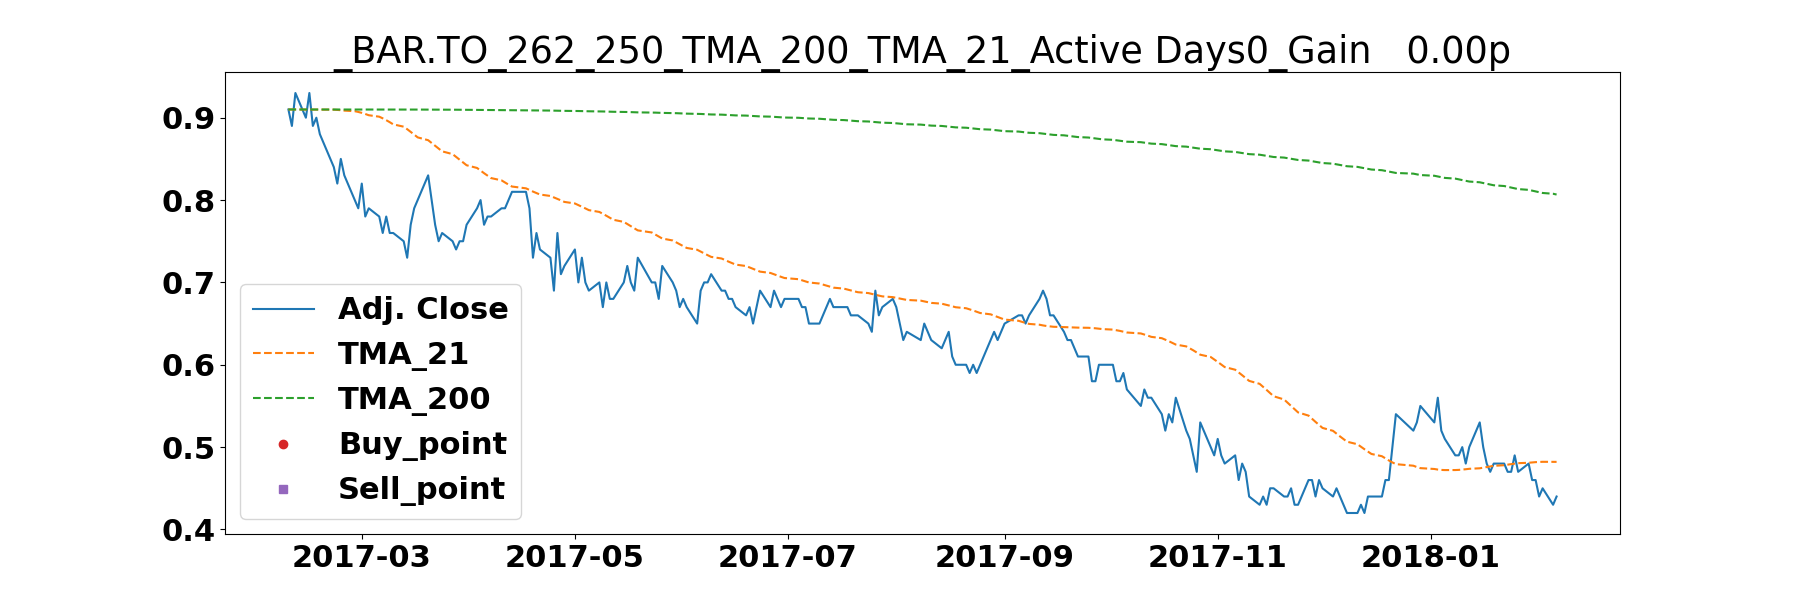 _BAR.TO_262_250_TMA_200_TMA_21_Active Days0_Gain   0.00p
0.9
0.8
0.7
0.6
0.5
0.4
Adj. Close
TMA_21
TMA_200
Buy_point
Sell_point
2017-03 2017-05 2017-07 2017-09 2017-11 2018-01